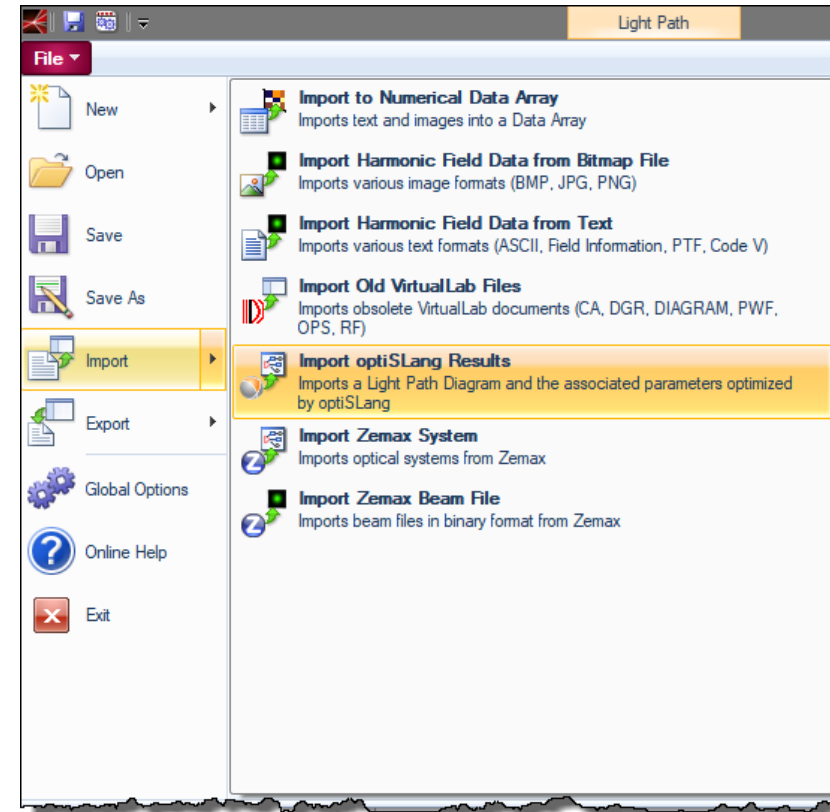 Light Path
File
New
Open
Save
Save As
Import
Export
Global Options
Online Help
Exit
Import to Numerical Data Array
Imports text and images into a Data Array
Import Harmonic Field Data from Bitmap File
Imports various image formats (BMP, JPG, PNG)
Import Harmonic Field Data from Text
Imports various text formats (ASCII, Field Information, PTF, Code V)
Import Old VirtualLab Files
Imports obsolete VirtualLab documents (CA, DGR, DIAGRAM, PWF,
OPS, RF)
Import optiSLang Results
Imports a Light Path Diagram and the associated parameters optimized
by optiSLang
Import Zemax System
Imports optical systems from Zemax
Import Zemax Beam File
Imports beam files in binary format from Zemax